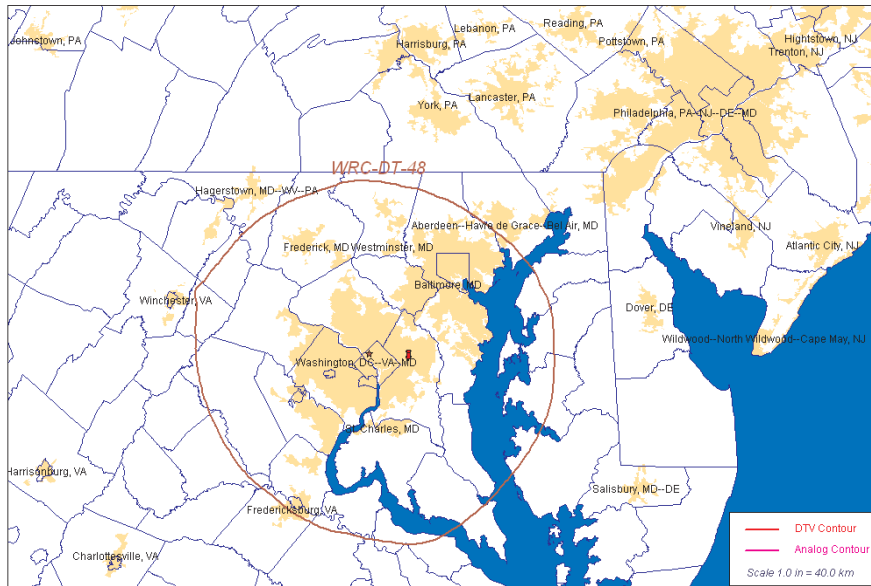 Johnstown, PA
Lebanon, PA
Reading, PA
Harrisburg, PA
Pottstown, PA
Hightstown, NJ
Trenton, NJ
York, PA
Lancaster, PA
Philadelphia, PA--NJ--DE--MD
WRC-DT-48
Hagerstown, MD--WV--PA
Aberdeen--Havre de Grace--Bel Air, MD
Vineland, NJ
Frederick, MD
Westminster, MD
Atlantic City, NJ
Baltimore, MD
Winchester, VA
Dover, DE
Wildwood--North Wildwood--Cape May, NJ
Washington, DC--VA--MD
St. Charles, MD
Harrisonburg, VA
Salisbury, MD--DE
Fredericksburg, VA
Charlottesville, VA
DTV Contour
Analog Contour
Scale 1.0 in = 40.0 km